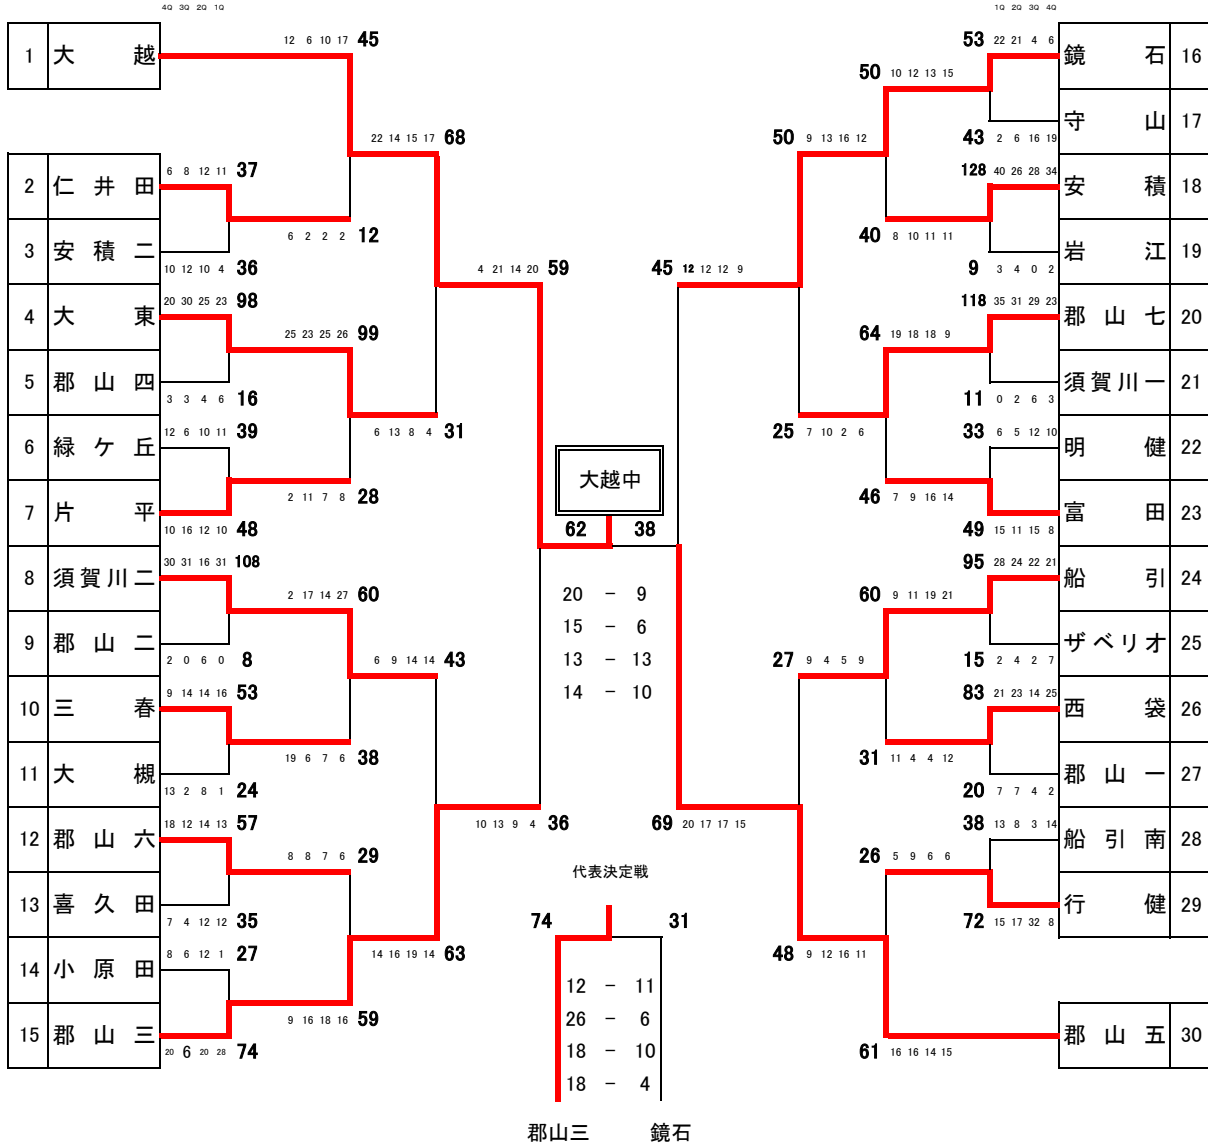 4Q 3Q 2Q 1Q
1Q 2Q 3Q 4Q
1 大越
12 6 10 17 45
22 14 15 17 68
2 仁井田
6 8 12 11 37
6 2 2 2 12
3 安積二
10 12 10 4 36
4 21 14 20 59
4 大東
20 30 25 23 98
25 23 25 26 99
5 郡山四
3 3 4 6 16
6 13 8 4 31
6 緑ケ丘
12 6 10 11 39
2 11 7 8 28
7 片平
10 16 12 10 48
8 須賀川二
30 31 16 31 108
2 17 14 27 60
9 郡山二
2 0 6 0 8
6 9 14 14 43
10 三春
9 14 14 16 53
19 6 7 6 38
11 大槻
13 2 8 1 24
10 13 9 4 36
12 郡山六
18 12 14 13 57
8 8 7 6 29
13 喜久田
7 4 12 12 35
14 16 19 14 63
14 小原田
8 6 12 1 27
9 16 18 16 59
15 郡山三
20 6 20 28 74
大越中
62 38
20 - 9
15 - 6
13 - 13
14 - 10
代表決定戦
74 31
12 - 11
26 - 6
18 - 10
18 - 4
郡山三 鏡石
53 22 21 4 6
鏡石 16
50 10 12 13 15
守山 17
43 2 6 16 19
50 9 13 16 12
128 40 26 28 34
安積 18
40 8 10 11 11
岩江 19
9 3 4 0 2
45 12 12 12 9
118 35 31 29 23
郡山七 20
64 19 18 18 9
須賀川一 21
11 0 2 6 3
25 7 10 2 6
33 6 5 12 10
明健 22
46 7 9 16 14
富田 23
49 15 11 15 8
95 28 24 22 21
船引 24
60 9 11 19 21
ザベリオ 25
15 2 4 2 7
27 9 4 5 9
83 21 23 14 25
西袋 26
31 11 4 4 12
郡山一 27
20 7 7 4 2
69 20 17 17 15
38 13 8 3 14
船引南 28
26 5 9 6 6
行健 29
72 15 17 32 8
48 9 12 16 11
郡山五 30
61 16 16 14 15